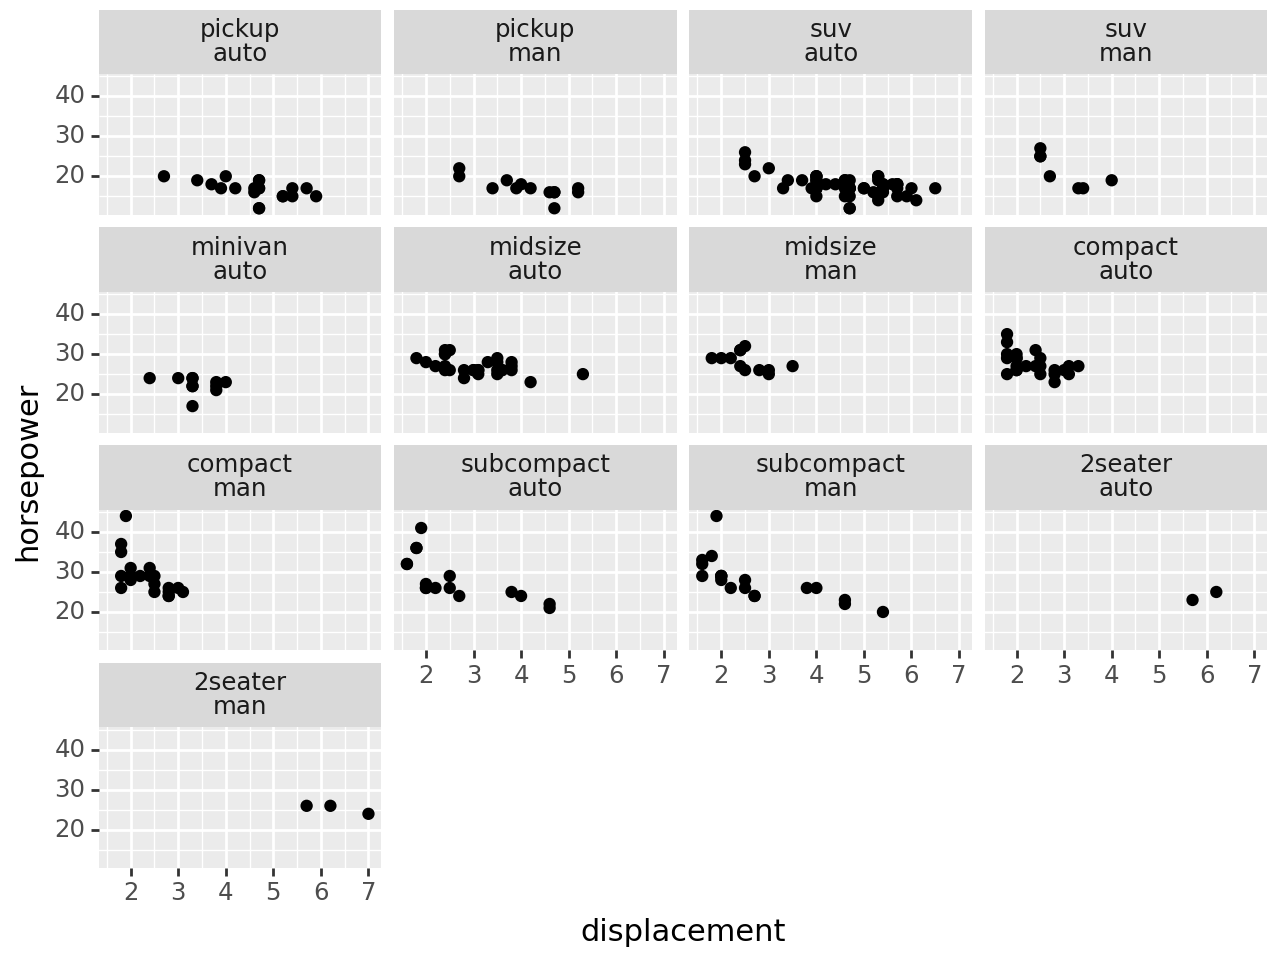 pickup
auto
pickup
man
suv
auto
suv
man
40
30
20
minivan
auto
midsize
auto
midsize
man
compact
auto
40
30
20
compact
man
subcompact
auto
subcompact
man
2seater
auto
40
30
20
2 3 4 5 6 7
2 3 4 5 6 7
2 3 4 5 6 7
2seater
man
40
30
20
2 3 4 5 6 7
horsepower
displacement